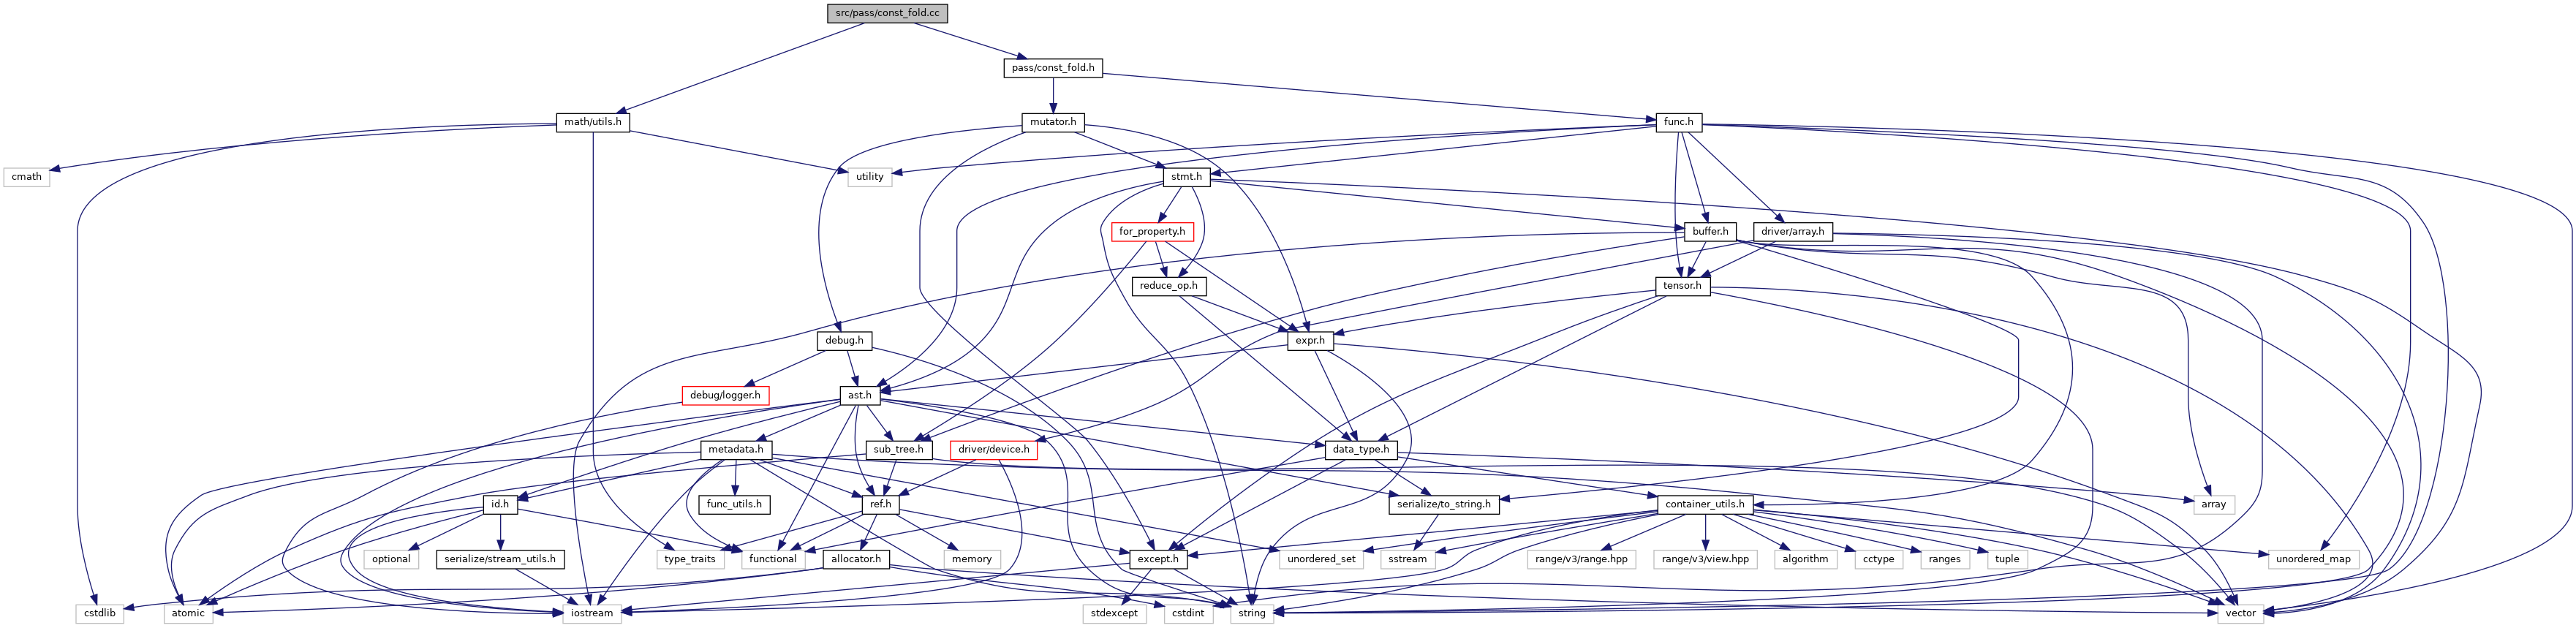 src/pass/const_fold.cc
pass/const_fold.h
math/utils.h
mutator.h
func.h
cmath
utility
stmt.h
for_property.h
buffer.h
driver/array.h
reduce_op.h
tensor.h
debug.h
expr.h
debug/logger.h
ast.h
metadata.h
sub_tree.h
driver/device.h
data_type.h
id.h
func_utils.h
ref.h
serialize/to_string.h
container_utils.h
array
optional
serialize/stream_utils.h
type_traits
functional
allocator.h
memory
except.h
unordered_set
sstream
range/v3/range.hpp
range/v3/view.hpp
algorithm
cctype
ranges
tuple
unordered_map
cstdlib
atomic
iostream
stdexcept
cstdint
string
vector